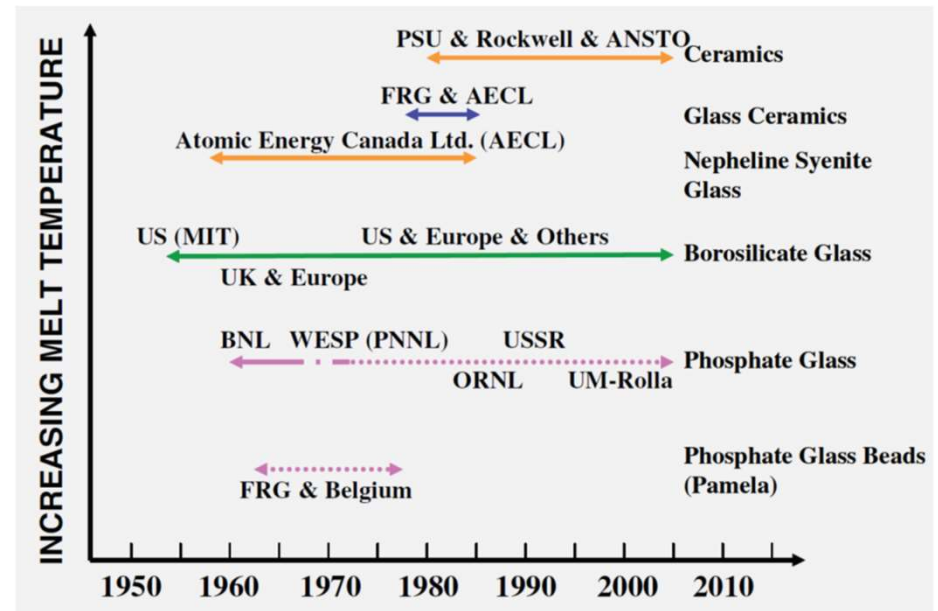 INCREASING MELT TEMPERATURE
PSU & Rockwell & ANSTO
Ceramics
FRG & AECL
Glass Ceramics
Atomic Energy Canada Ltd. (AECL)
Nepheline Syenite
Glass
US (MIT)
US & Europe & Others
Borosilicate Glass
UK & Europe
BNL
WESP (PNNL)
USSR
Phosphate Glass
ORNL
UM-Rolla
Phosphate Glass Beads
(Pamela)
FRG & Belgium
1950 1960 1970 1980 1990 2000 2010